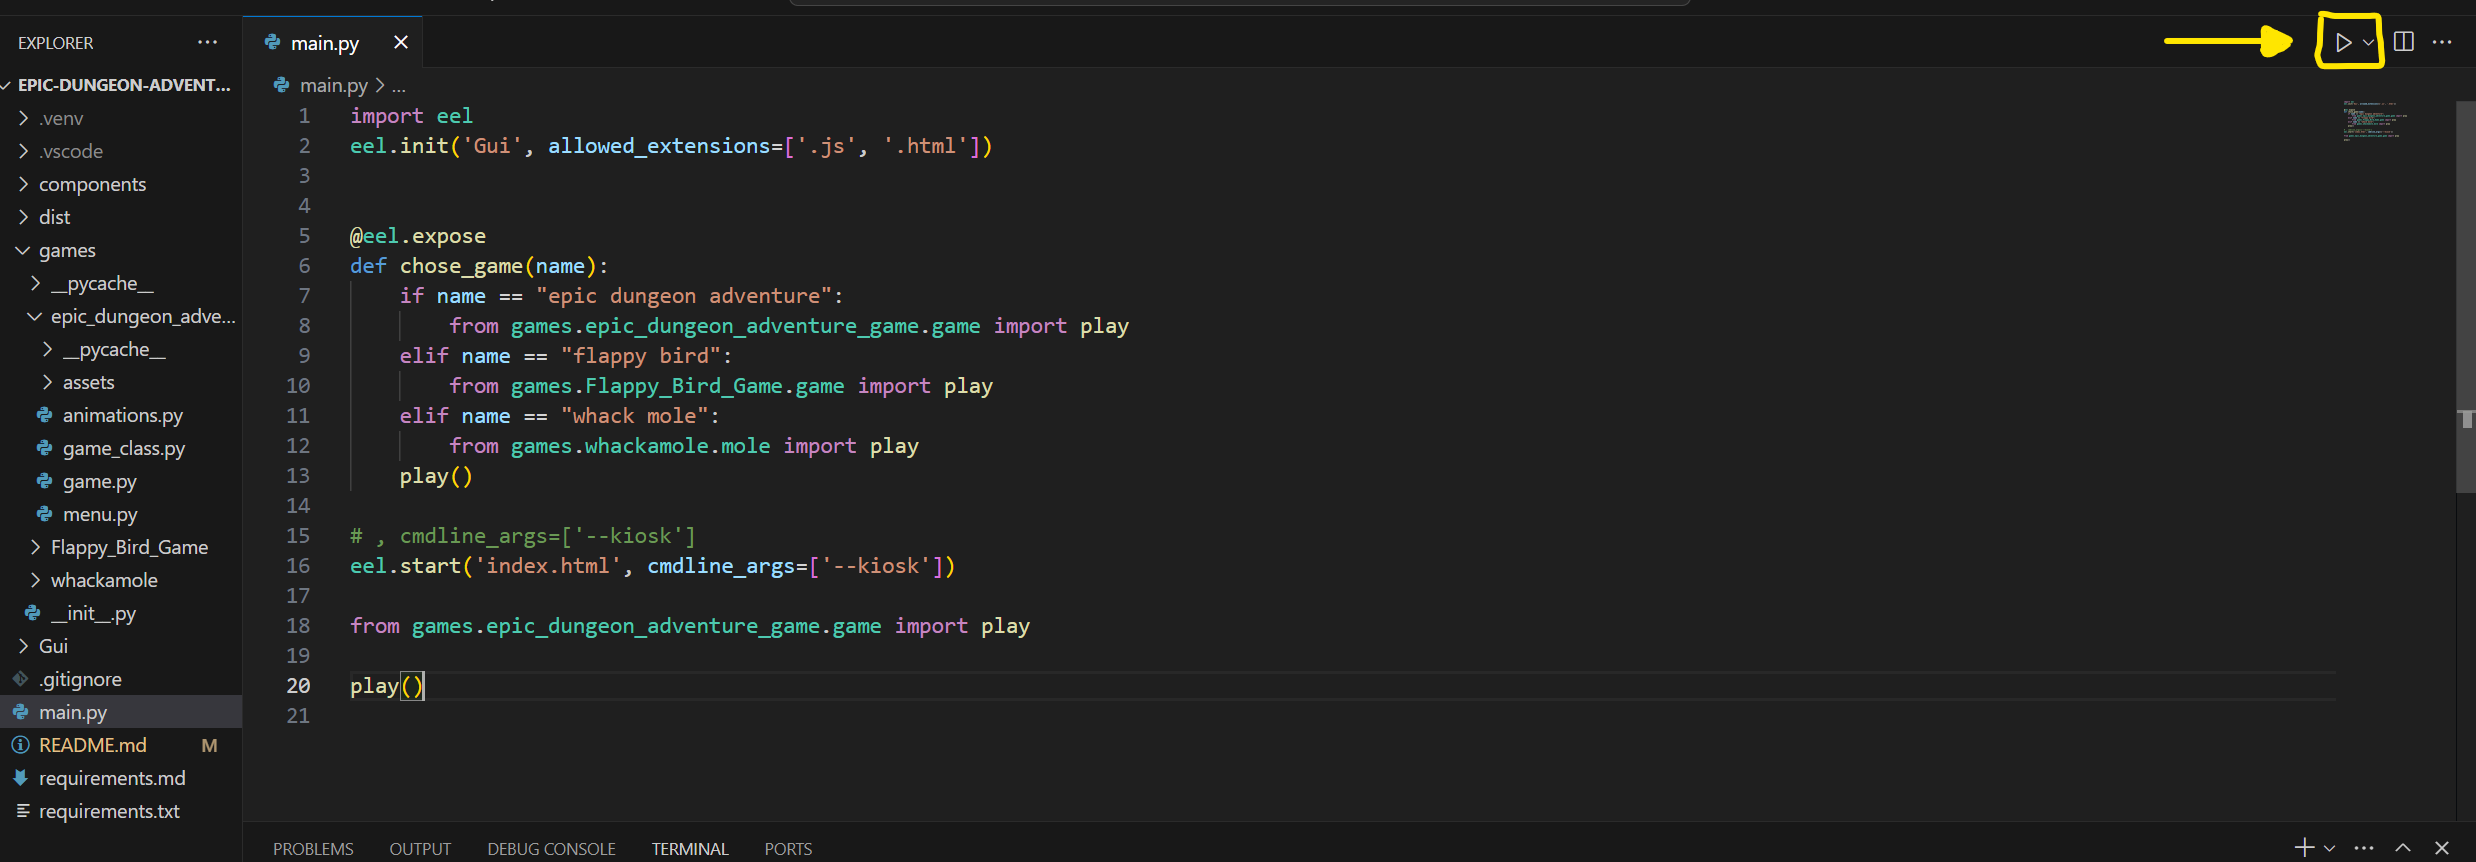 EXPLORER
EPIC-DUNGEON-ADVENT...
.venv
.vscode
components
dist
games
__pycache__
epic_dungeon_adve...
__pycache__
assets
animations.py
game_class.py
game.py
menu.py
Flappy_Bird_Game
whackamole
__init__.py
Gui
.gitignore
main.py
README.md M
requirements.md
requirements.txt
main.py
main.py > ...
1 import eel
2 eel.init('Gui', allowed_extensions=['.js', '.html'])
3
4
5 @eel.expose
6 def chose_game(name):
7 if name == "epic dungeon adventure":
8 from games.epic_dungeon_adventure_game.game import play
9 elif name == "flappy bird":
10 from games.Flappy_Bird_Game.game import play
11 elif name == "whack mole":
12 from games.whackamole.mole import play
13 play()
14
15 # , cmdline_args=['--kiosk']
16 eel.start('index.html', cmdline_args=['--kiosk'])
17
18 from games.epic_dungeon_adventure_game.game import play
19
20 play()
21
PROBLEMS OUTPUT DEBUG CONSOLE TERMINAL PORTS